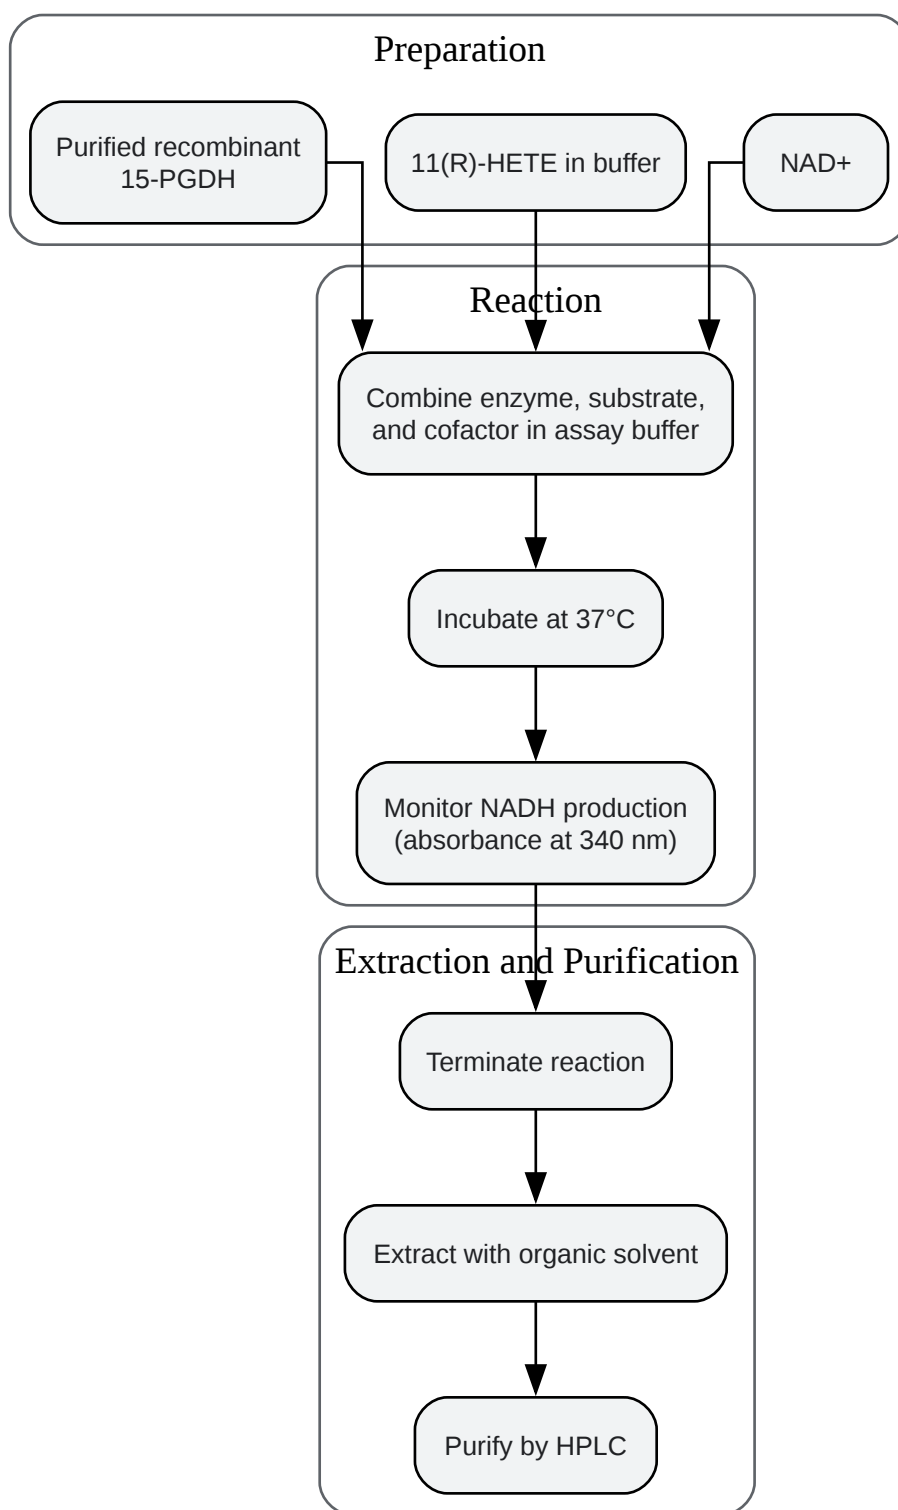 Preparation
Purified recombinant
15-PGDH
11(R)-HETE in buffer
NAD+
Reaction
Combine enzyme, substrate,
and cofactor in assay buffer
Incubate at 37°C
Monitor NADH production
(absorbance at 340 nm)
Extraction and Purification
Terminate reaction
Extract with organic solvent
Purify by HPLC